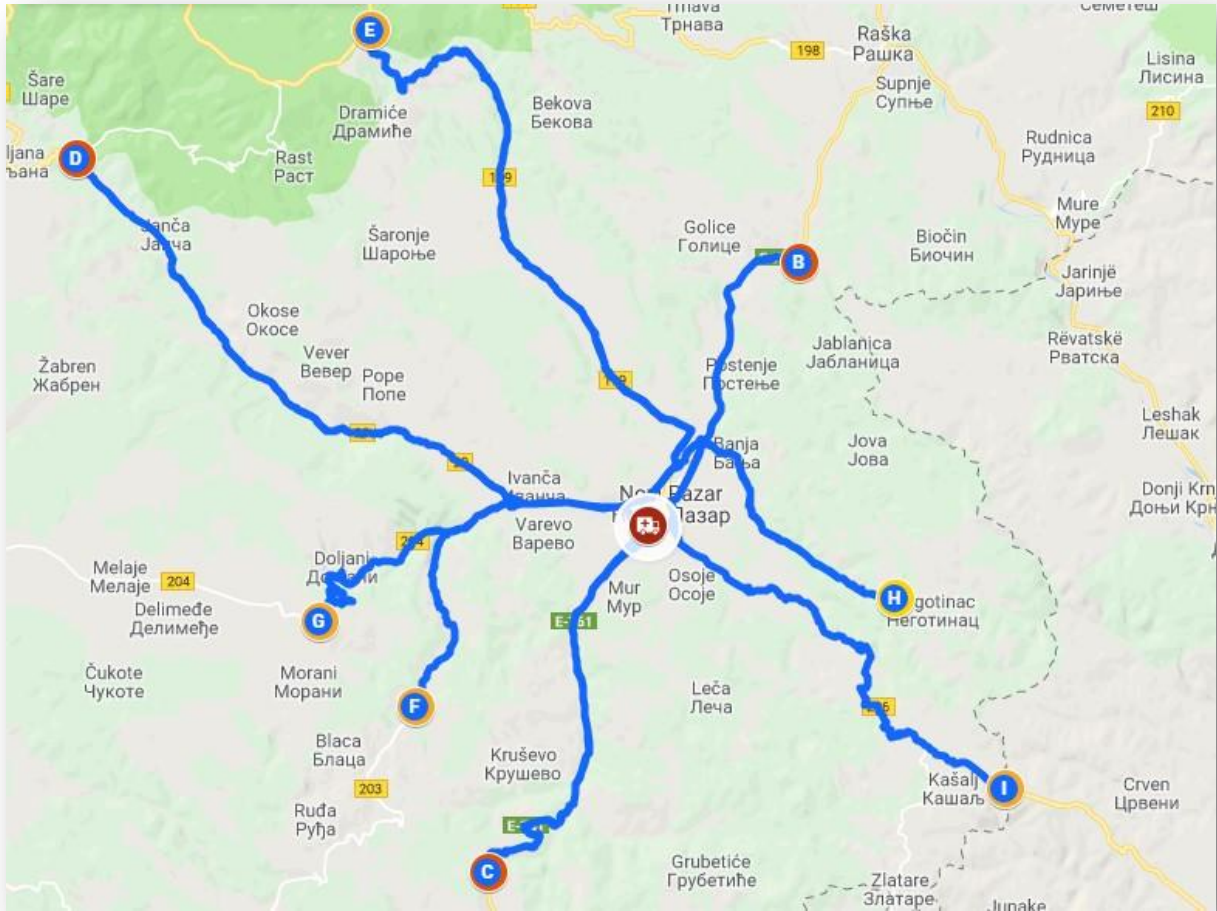 Trnava
Трнава
Семетеш
E
198
Raška
Рашка
Lisina
Лисина
Šare
Шаре
Supnje
Супње
Bekova
Бекова
210
Dramiće
Драмиће
Rudnica
Рудница
D
Rast
Раст
199
Mure
Муре
Šaronje
Шароње
Golice
Голице
Biočin
Биочин
B
Jarinjë
Јариње
Okose
Окосе
Vever
Вевер
Jablanica
Јабланица
Rëvatskë
Рватска
Žabren
Жабрен
Pope
Попе
Postenje
Постење
199
Leshak
Лешак
Jova
Јова
Banja
Бања
Ivanča
Donji Krn
Доњи Крн
Varevo
Варево
Doljani
Melaje
Мелаје
204
Delimeđe
Делимеђе
G
Mur
Мур
Osoje
Осоје
H
Неготинац
Čukote
Чукоте
Morani
Морани
Leča
Леча
F
Blaca
Блаца
Kruševo
Крушево
203
Kašalj
Кашаљ
I
Crven
Црвени
Ruđa
Руђа
C
Grubetiće
Грубетиће
Zlatare
Златаре